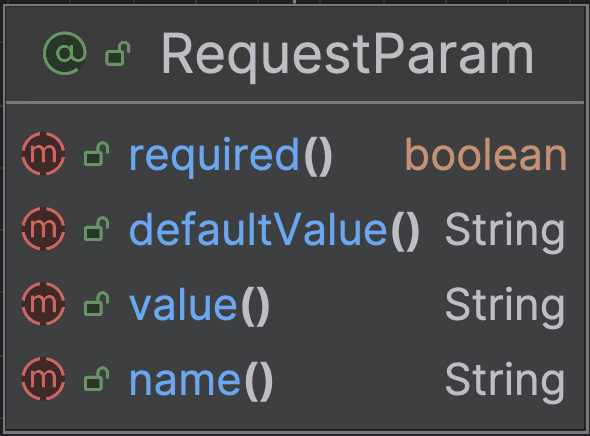 @ RequestParam
m required() boolean
m defaultValue() String
m value() String
m name() String